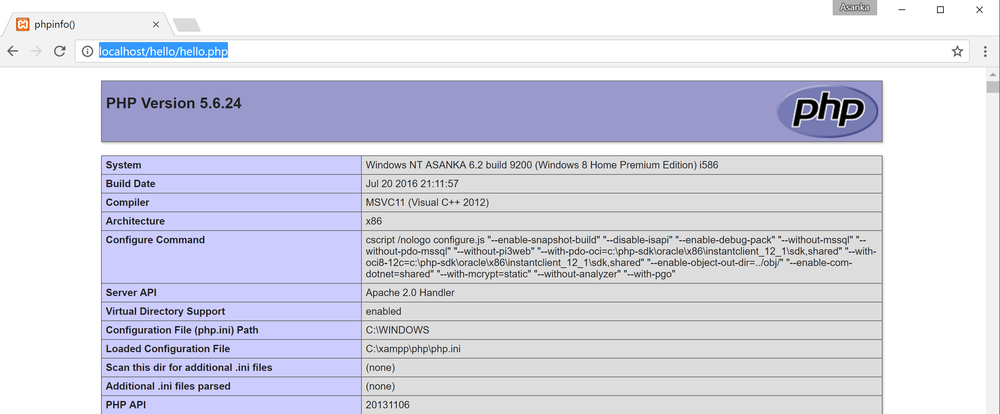 Asanka
phpinfo()
localhost/hello/hello.php
PHP Version 5.6.24
php
System Windows NT ASANKA 6.2 build 9200 (Windows 8 Home Premium Edition) i586
Build Date Jul 20 2016 21:11:57
Compiler MSVC11 (Visual C++ 2012)
Architecture x86
Configure Command cscript /nologo configure.js "--enable-snapshot-build" "--disable-isapi" "--enable-debug-pack" "--without-mssql" "--
without-pdo-mssql" "--without-pi3web" "--with-pdo-oci=c:\php-sdk\oracle\x86\instantclient_12_1\sdk,shared" "--with-
oci8-12c=c:\php-sdk\oracle\x86\instantclient_12_1\sdk,shared" "--enable-object-out-dir=../obj/" "--enable-com-
dotnet=shared" "--with-mcrypt=static" "--without-analyzer" "--with-pgo"
Server API Apache 2.0 Handler
Virtual Directory Support enabled
Configuration File (php.ini) Path C:\WINDOWS
Loaded Configuration File C:\xampp\php\php.ini
Scan this dir for additional .ini files (none)
Additional .ini files parsed (none)
PHP API 20131106